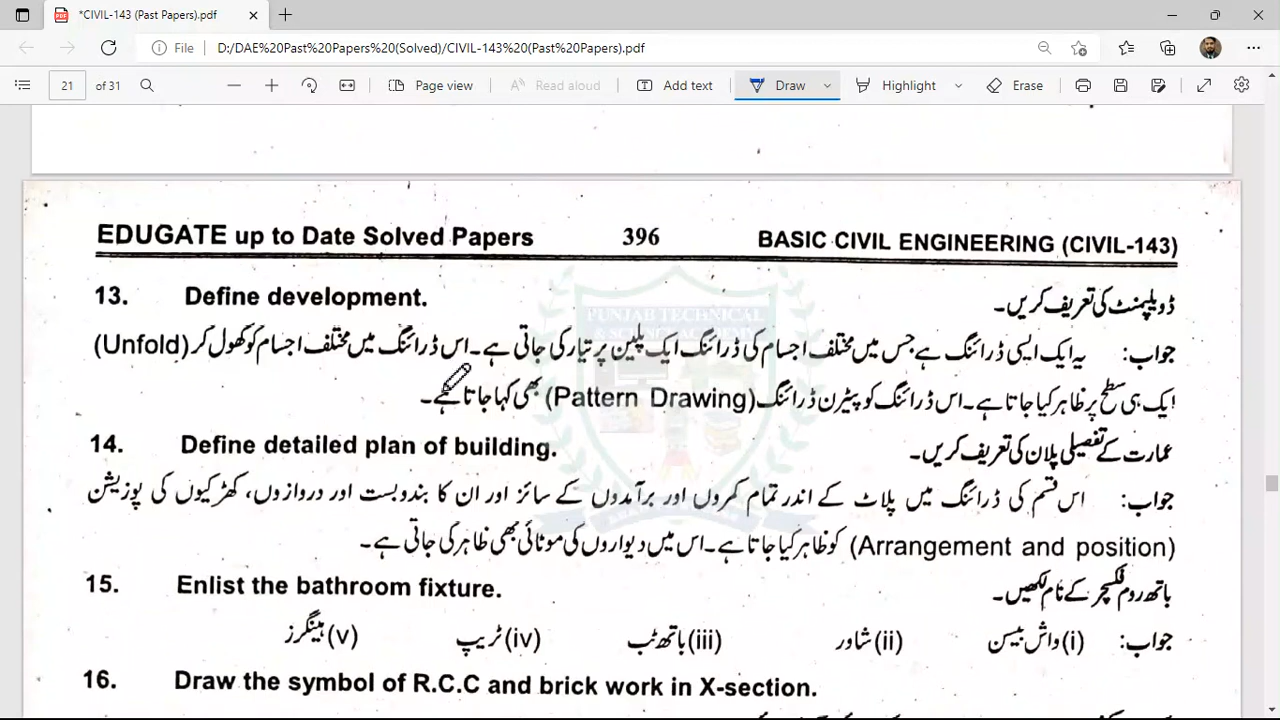 *CIVIL-143 (Past Papers).pdf
File D:/DAE%20Past%20Papers%20(Solved)/CIVIL-143%20(Past%20Papers).pdf
21 of 31 Page view Read aloud Add text Draw Highlight Erase
EDUGATE up to Date Solved Papers 396 BASIC CIVIL ENGINEERING (CIVIL-143)
PUNJAB TECHNICAL
& SCIENCE ACADEMY
13. Define development. ڈویلپمنٹ کی تعریف کریں۔
جواب: یہ ایک ایسی ڈرائنگ ہے جس میں مختلف اجسام کی ڈرائنگ ایک پلین پر تیار کی جاتی ہے۔ اس ڈرائنگ میں مختلف اجسام کو کھول کر (Unfold)
ایک ہی سطح پر ظاہر کیا جاتا ہے۔ اس ڈرائنگ کو پیٹرن ڈرائنگ (Pattern Drawing) بھی کہا جاتا ہے۔
14. Define detailed plan of building. عمارت کے تفصیلی پلان کی تعریف کریں۔
جواب: اس قسم کی ڈرائنگ میں پلاٹ کے اندر تمام کمروں اور برآمدوں کے سائز اور ان کا بندوبست اور دروازوں، کھڑکیوں کی پوزیشن
(Arrangement and position) کو ظاہر کیا جاتا ہے۔ اس میں دیواروں کی موٹائی بھی ظاہر کی جاتی ہے۔
15. Enlist the bathroom fixture. باتھ روم فکسچر کے نام لکھیں۔
جواب: (i) واش بیسن (ii) شاور (iii) باتھ ٹب (iv) ٹریپ (v) ہینگرز
16. Draw the symbol of R.C.C and brick work in X-section.